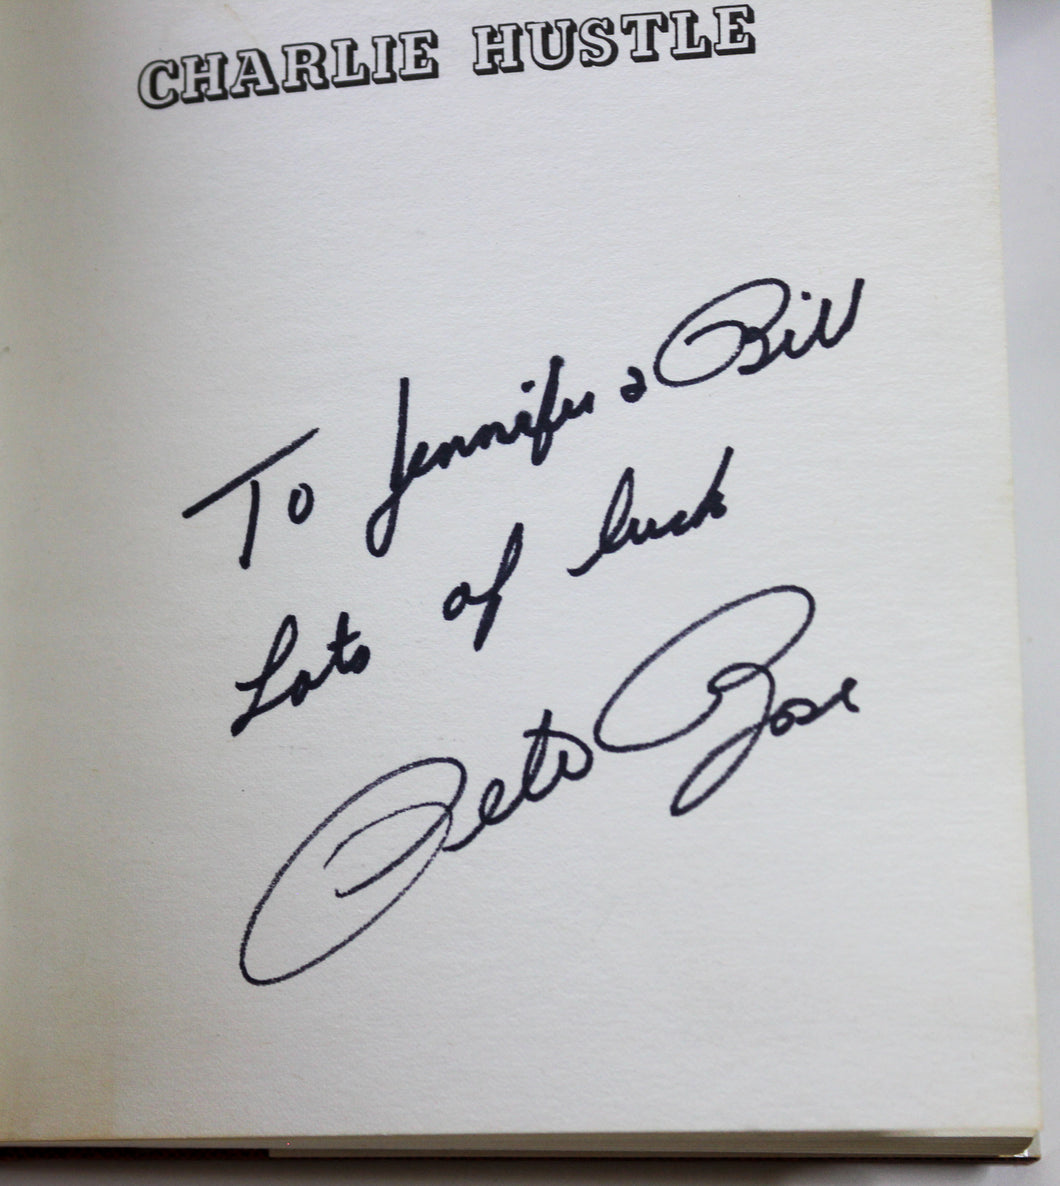 CHARLIE HUSTLE
To Jennifer & Bill
Lots of luck
Pete Rose